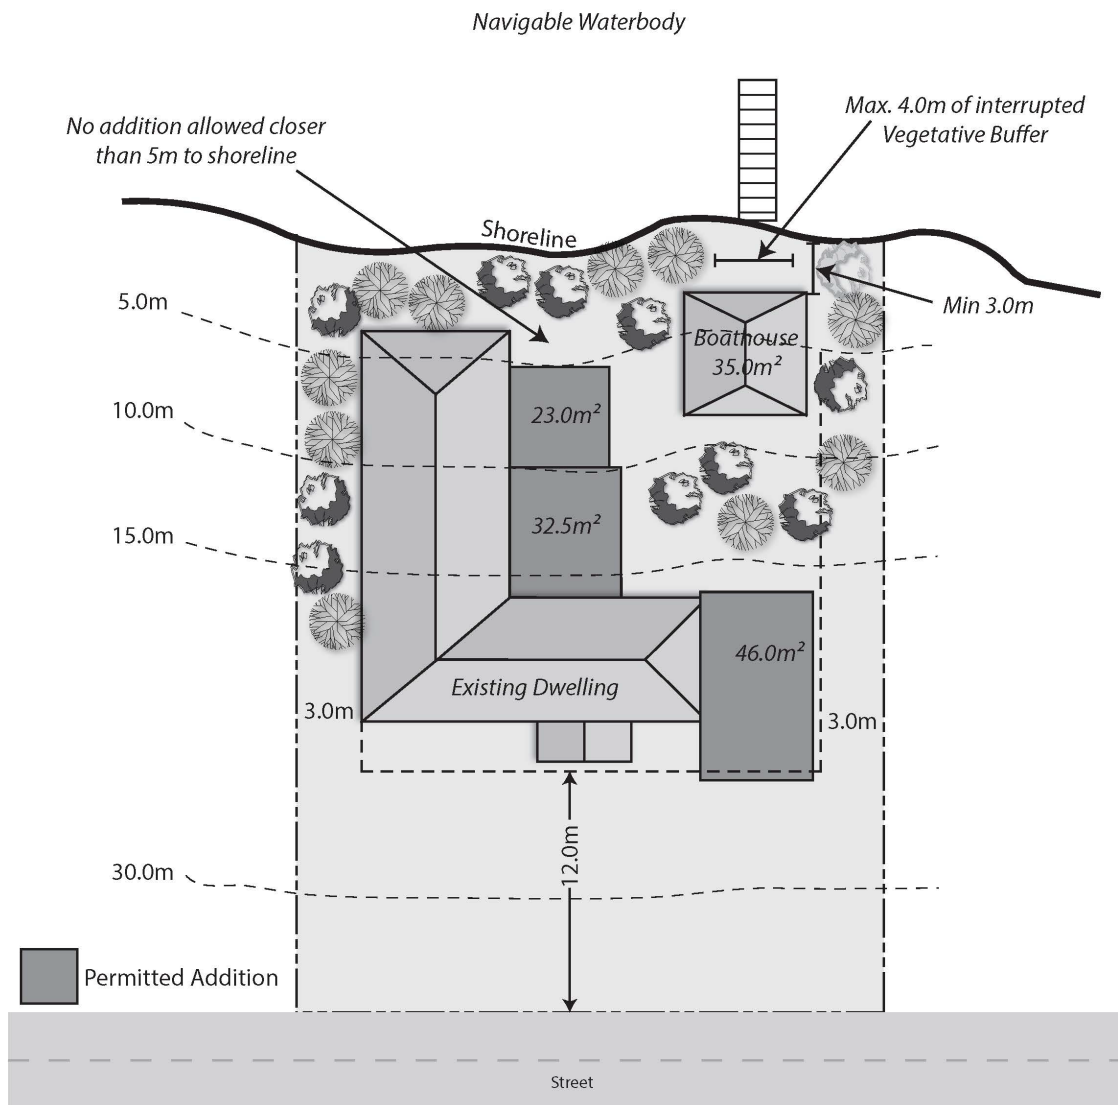 Navigable Waterbody
No addition allowed closer
than 5m to shoreline
Max. 4.0m of interrupted
Vegetative Buffer
Shoreline
5.0m
Min 3.0m
Boathouse
35.0m²
10.0m
23.0m²
15.0m
32.5m²
46.0m²
Existing Dwelling
3.0m
3.0m
12.0m
30.0m
Permitted Addition
Street